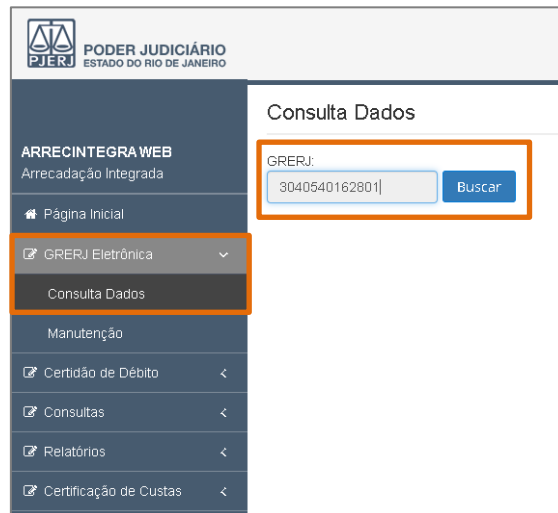 PJERJ
PODER JUDICIÁRIO
ESTADO DO RIO DE JANEIRO
ARRECINTEGRA WEB
Arrecadação Integrada
Página Inicial
GRERJ Eletrônica
Consulta Dados
Manutenção
Certidão de Débito
Consultas
Relatórios
Certificação de Custas
Consulta Dados
GRERJ:
3040540162801 Buscar